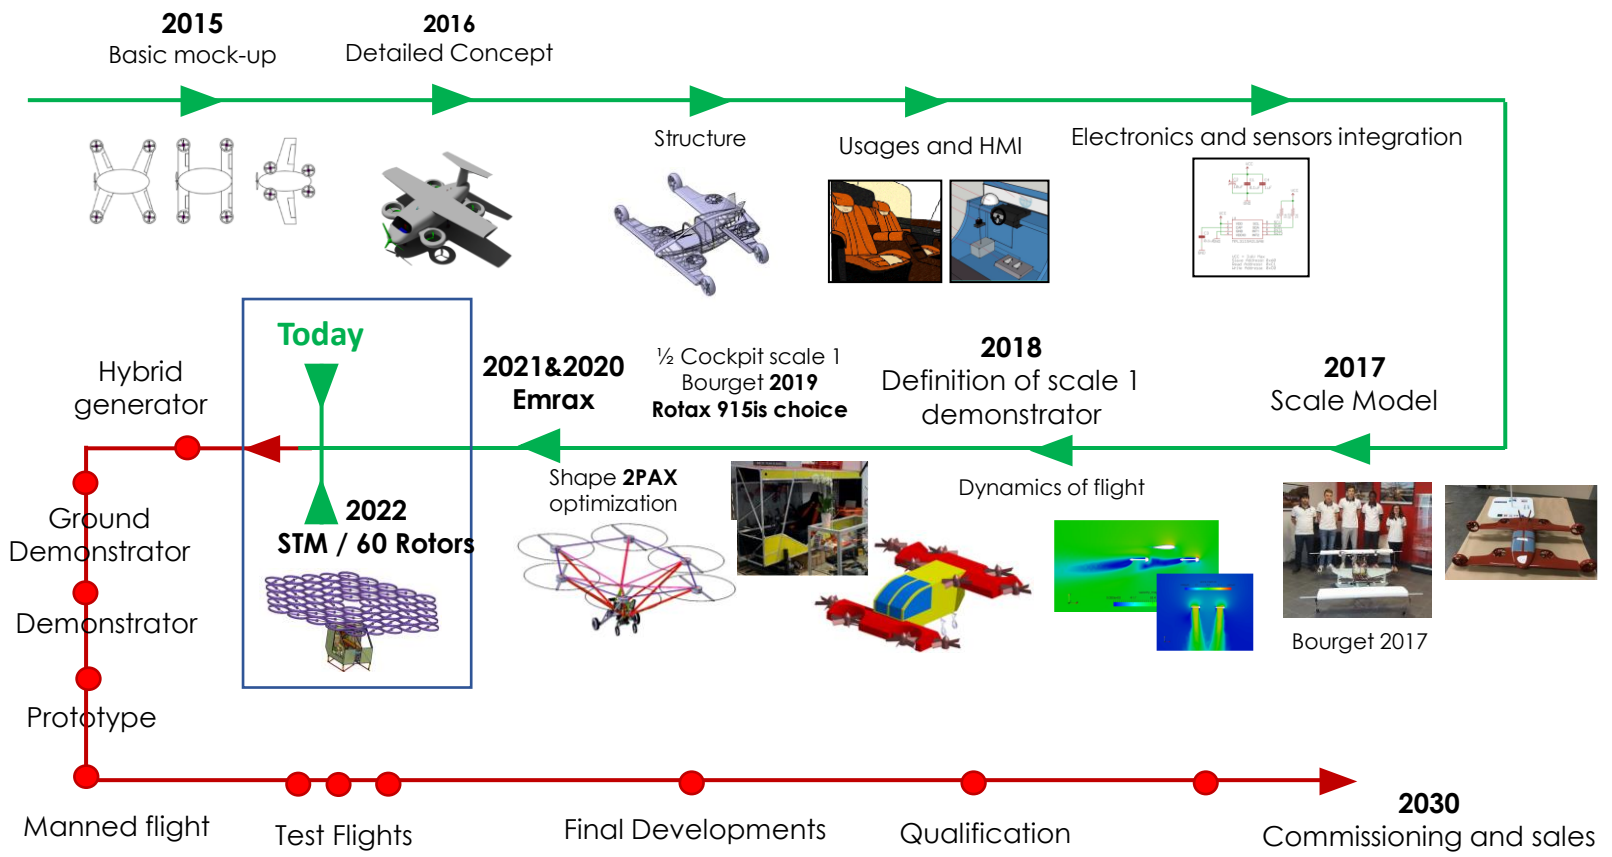 2015
Basic mock-up
2016
Detailed Concept
Structure
Usages and HMI
Electronics and sensors integration
Today
Hybrid
generator
2021&2020
Emrax
½ Cockpit scale 1
Bourget 2019
Rotax 915is choice
2018
Definition of scale 1
demonstrator
2017
Scale Model
Shape 2PAX
optimization
Dynamics of flight
Bourget 2017
2022
STM / 60 Rotors
Ground
Demonstrator
Demonstrator
Prototype
Manned flight
Test Flights
Final Developments
Qualification
2030
Commissioning and sales